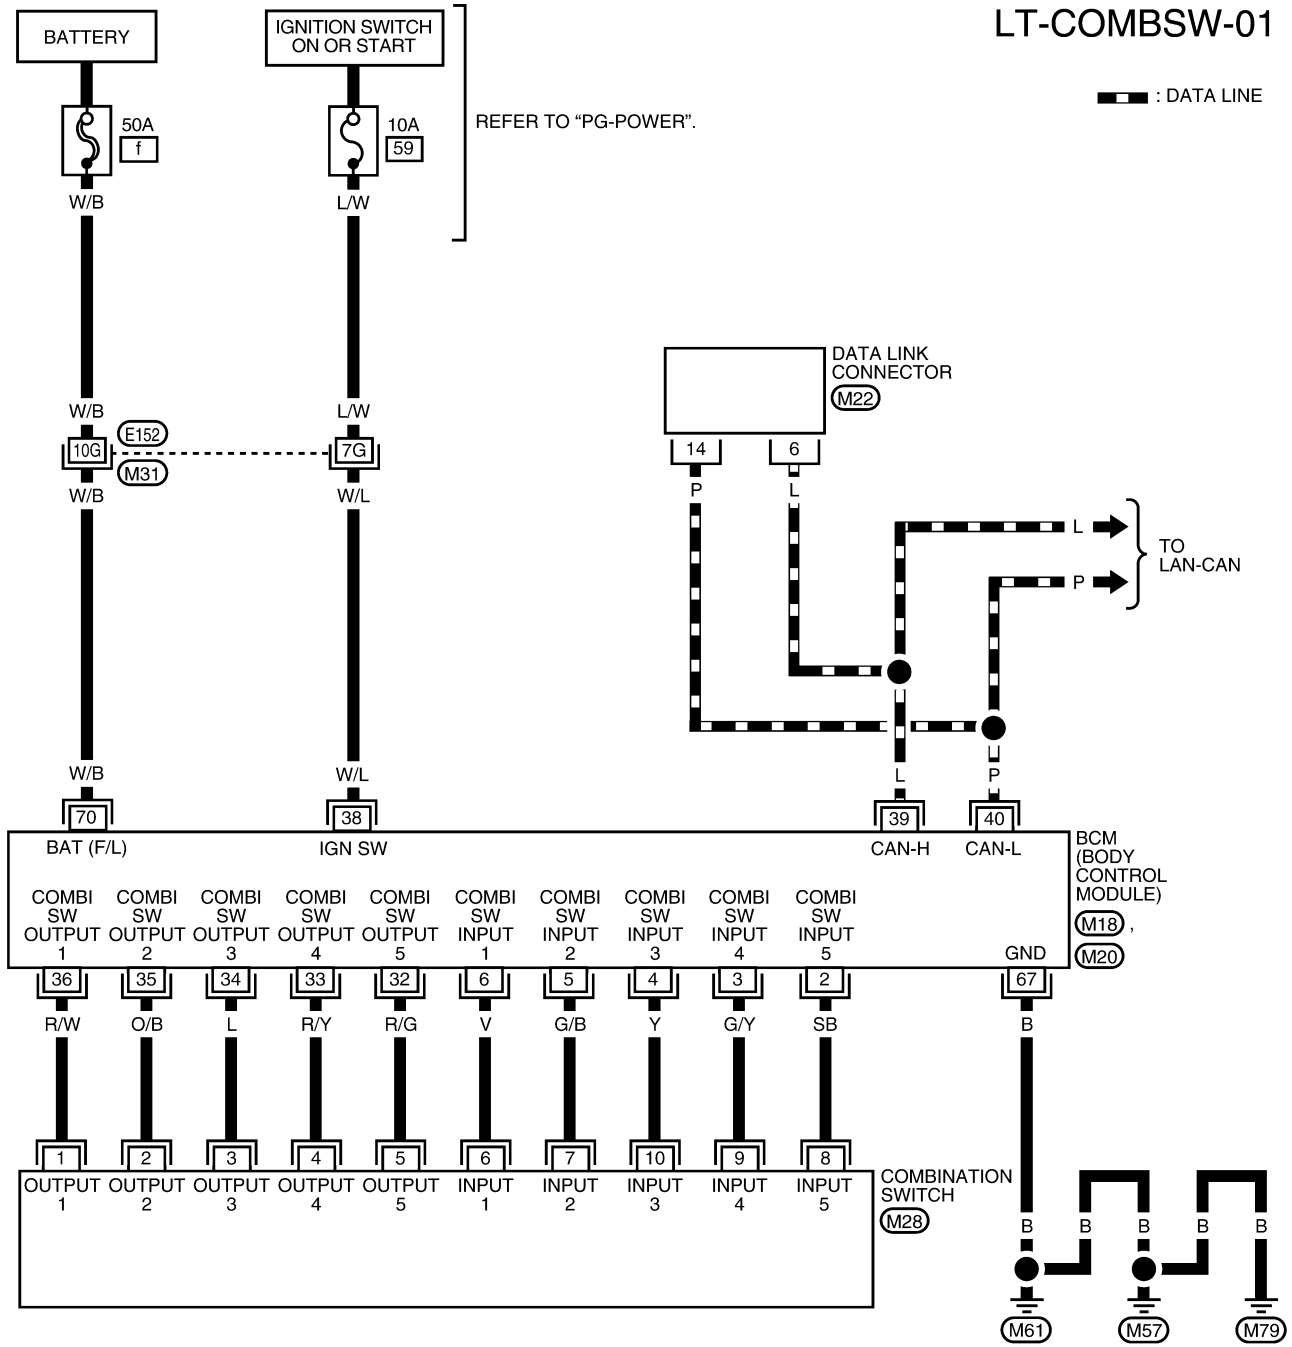 LT-COMBSW-01
BATTERY
IGNITION SWITCH
ON OR START
: DATA LINE
50A
f
10A
59
REFER TO “PG-POWER”.
W/B
L/W
DATA LINK
CONNECTOR
M22
W/B
L/W
10G
E152
M31
7G
14
6
W/B
W/L
P
L
L
P
TO
LAN-CAN
W/B
W/L
L
P
70
38
39
40
BAT (F/L)
IGN SW
CAN-H
CAN-L
BCM
(BODY
CONTROL
MODULE)
M18 ,
M20
COMBI
SW
OUTPUT
1
COMBI
SW
OUTPUT
2
COMBI
SW
OUTPUT
3
COMBI
SW
OUTPUT
4
COMBI
SW
OUTPUT
5
COMBI
SW
INPUT
1
COMBI
SW
INPUT
2
COMBI
SW
INPUT
3
COMBI
SW
INPUT
4
COMBI
SW
INPUT
5
GND
36
35
34
33
32
6
5
4
3
2
67
R/W
O/B
L
R/Y
R/G
V
G/B
Y
G/Y
SB
B
1
2
3
4
5
6
7
10
9
8
OUTPUT
1
OUTPUT
2
OUTPUT
3
OUTPUT
4
OUTPUT
5
INPUT
1
INPUT
2
INPUT
3
INPUT
4
INPUT
5
COMBINATION
SWITCH
M28
B
B
B
B
B
M61
M57
M79